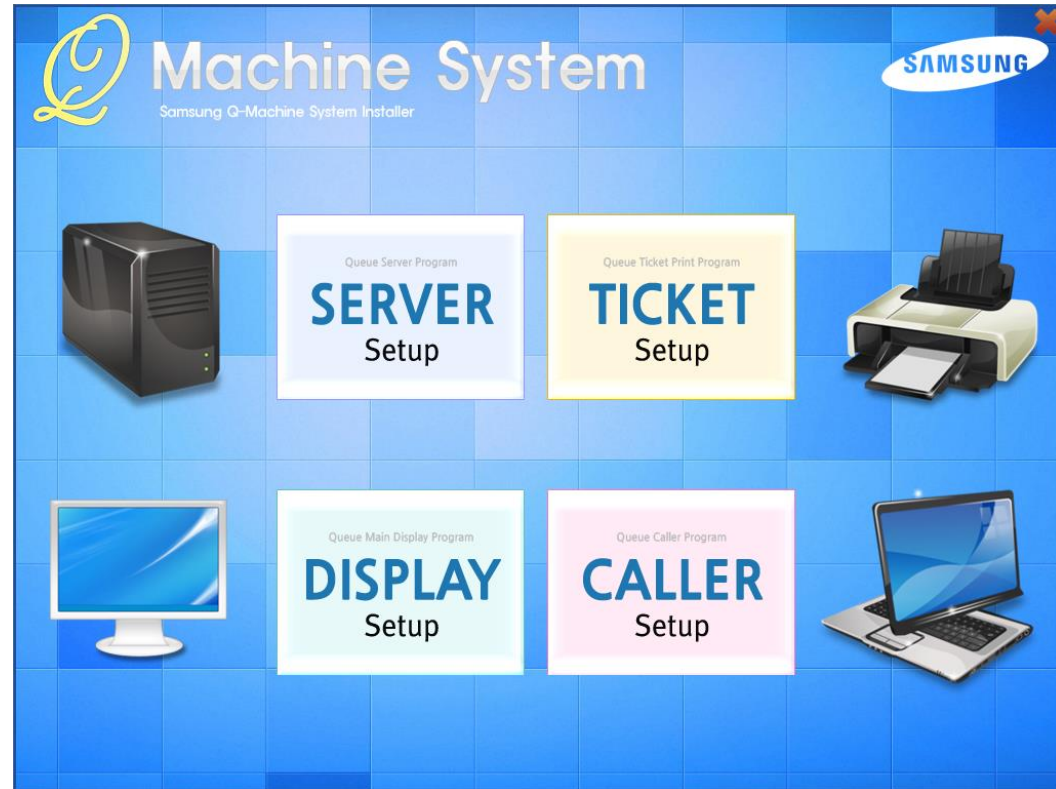 Q Machine System
Samsung Q-Machine System Installer
SAMSUNG
Queue Server Program
SERVER
Setup
Queue Ticket Print Program
TICKET
Setup
Queue Main Display Program
DISPLAY
Setup
Queue Caller Program
CALLER
Setup